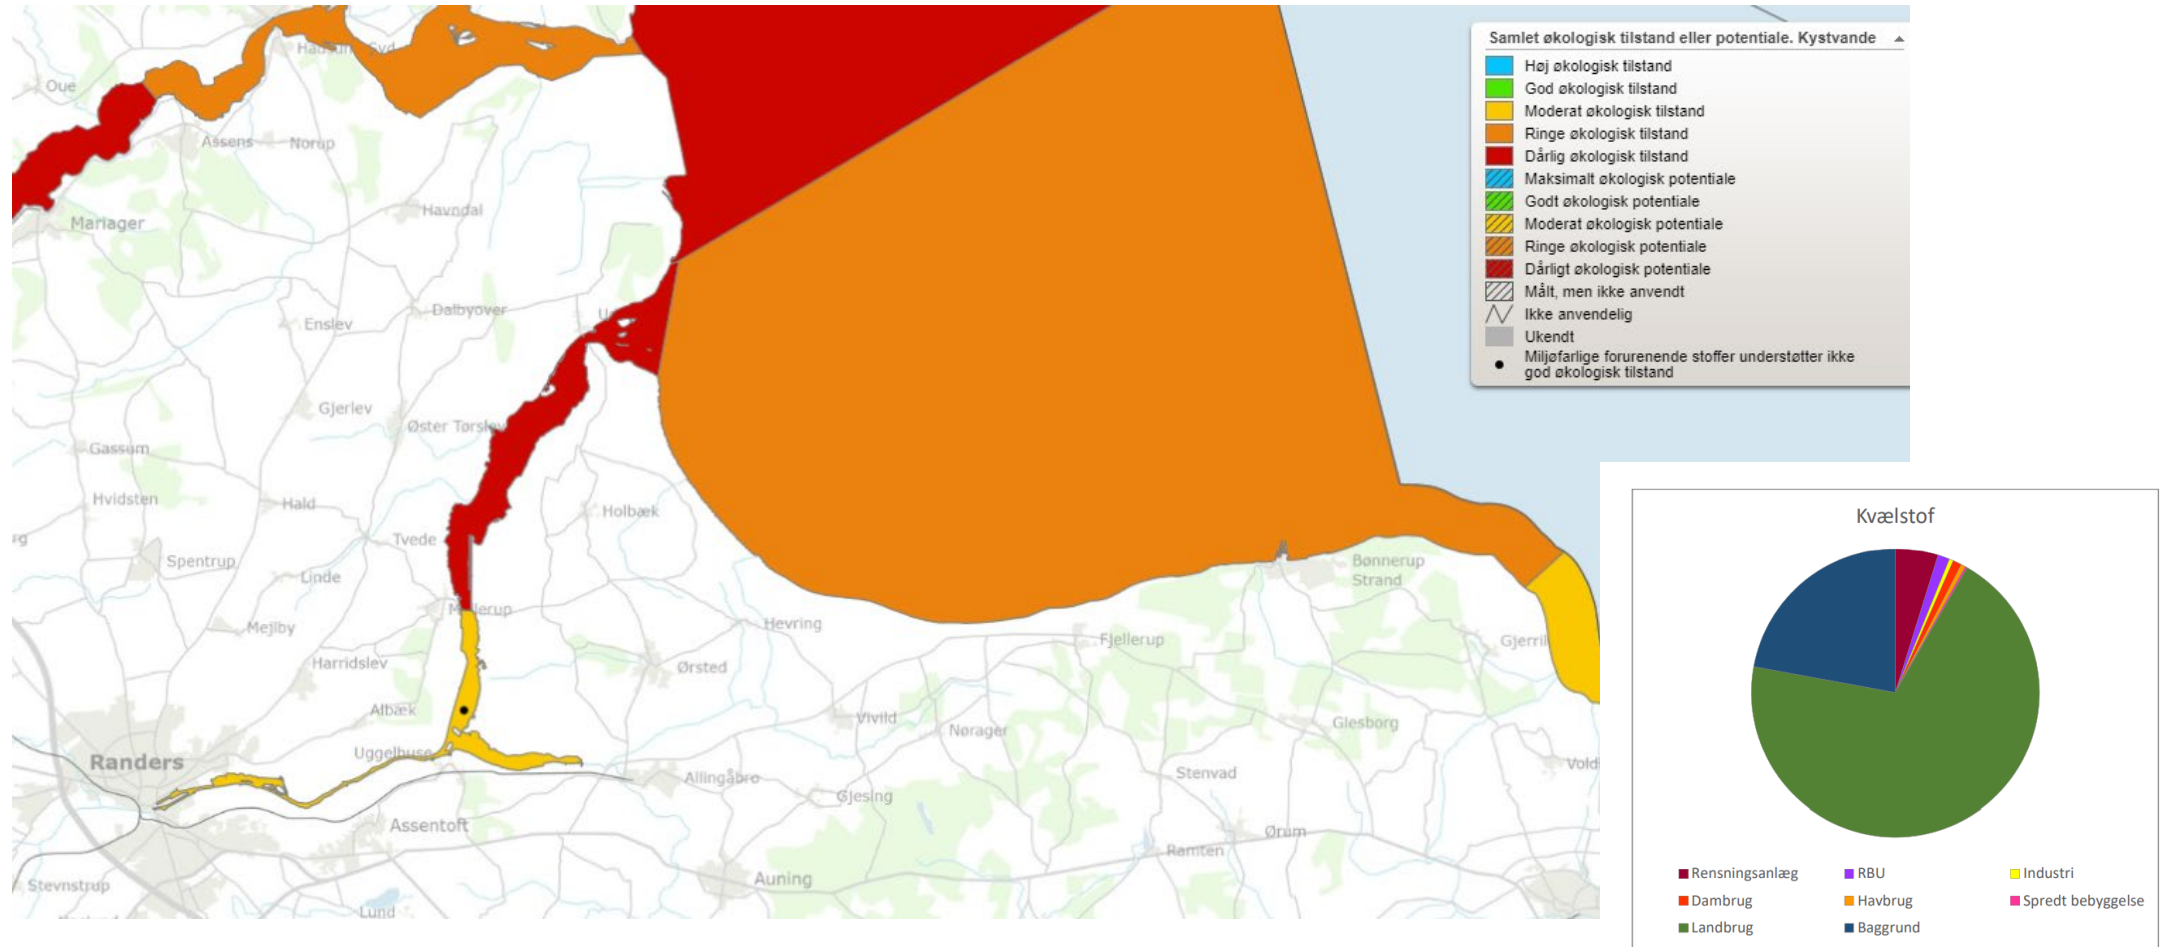 Samlet økologisk tilstand eller potentiale. Kystvande
Høj økologisk tilstand
God økologisk tilstand
Moderat økologisk tilstand
Ringe økologisk tilstand
Dårlig økologisk tilstand
Maksimalt økologisk potentiale
Godt økologisk potentiale
Moderat økologisk potentiale
Ringe økologisk potentiale
Dårligt økologisk potentiale
Målt, men ikke anvendt
Ikke anvendelig
Ukendt
Miljøfarlige forurenende stoffer understøtter ikke
god økologisk tilstand
Oue
Assens
Norup
Mariager
Havndal
Dalbyover
Enslev
Gjerlev
Øster Tørslev
Gassum
Hvidsten
Hald
Holbæk
Tvede
Spentrup
Linde
Mejlby
Hevring
Harridslev
Ørsted
Albæk
Uggelhuse
Randers
Vivild
Nørager
Allingåbro
Gjesing
Assentoft
Stevnstrup
Auning
Lund
Bønnerup
Strand
Fjellerup
Gjerril
Glesborg
Stenvad
Ørum
Ramten
Kvælstof
Rensningsanlæg
RBU
Industri
Dambrug
Havbrug
Spredt bebyggelse
Landbrug
Baggrund